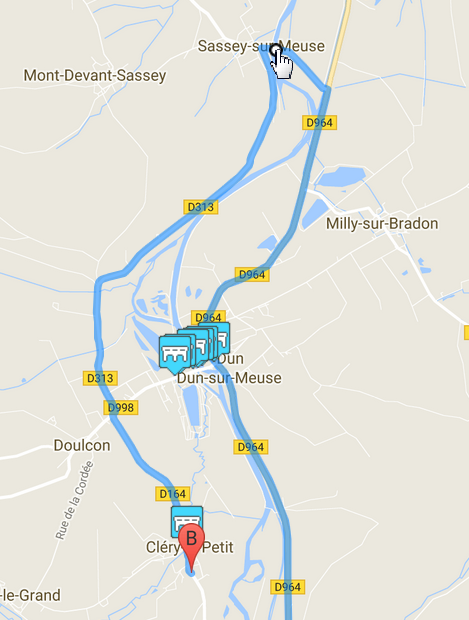 Sassey-sur-Meuse
Mont-Devant-Sassey
D964
D313
Milly-sur-Bradon
D964
D964
Dun
Dun-sur-Meuse
D313
D998
Doulcon
D964
Rue de la Cordée
D164
B
Cléry-Petit
D964
-le-Grand